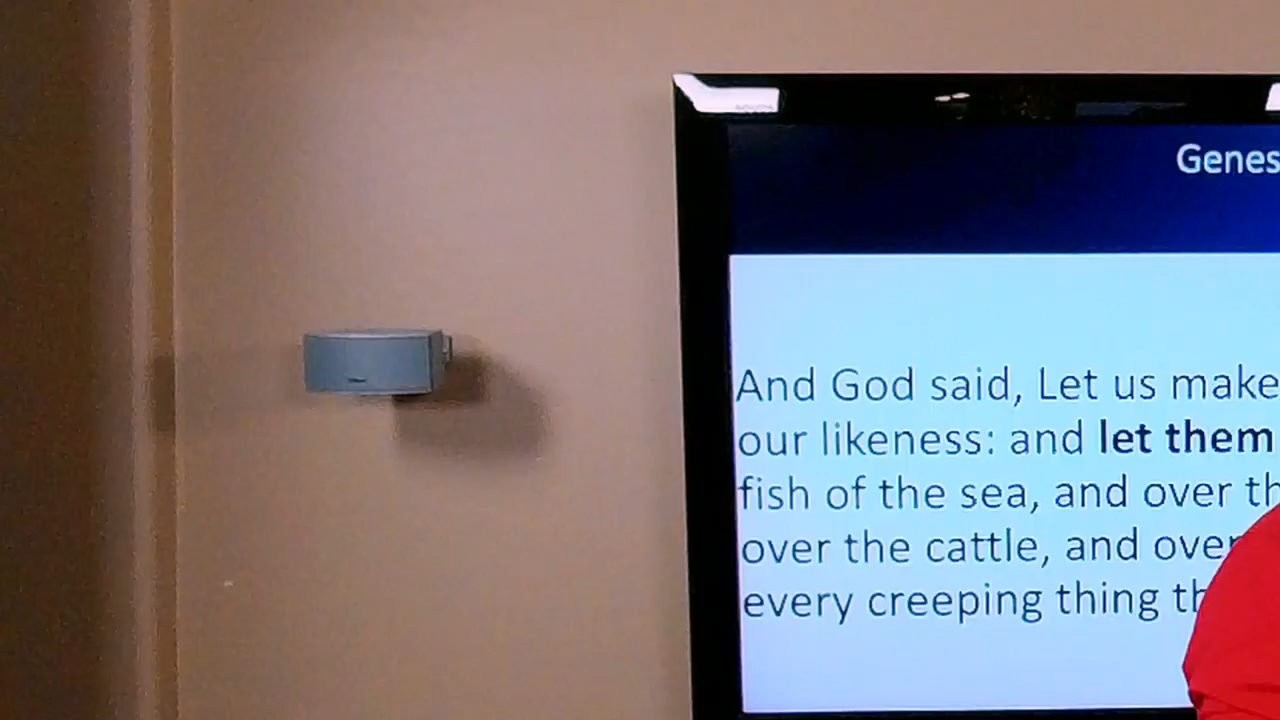 Genes
And God said, Let us make
our likeness: and let them
fish of the sea, and over th
over the cattle, and over
every creeping thing th